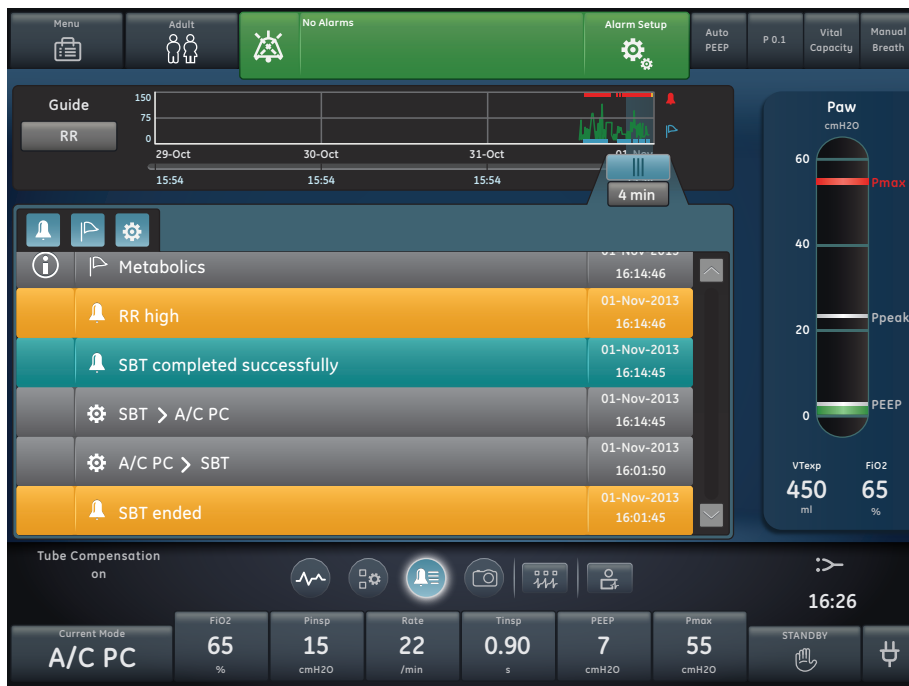 Menu
Adult
No Alarms
Alarm Setup
Auto
PEEP
P 0.1
Vital
Capacity
Manual
Breath
Guide
RR
150
75
0
29-Oct
30-Oct
31-Oct
01-Nov
15:54
15:54
15:54
4 min
Metabolics
01-Nov-2013
16:14:46
RR high
01-Nov-2013
16:14:46
SBT completed successfully
01-Nov-2013
16:14:45
SBT > A/C PC
01-Nov-2013
16:14:45
A/C PC > SBT
01-Nov-2013
16:01:50
SBT ended
01-Nov-2013
16:01:45
Paw
cmH2O
60
Pmax
40
Ppeak
20
PEEP
0
VTexp
450
ml
FiO2
65
%
Tube Compensation
on
16:26
Current Mode
A/C PC
FiO2
65
%
Pinsp
15
cmH2O
Rate
22
/min
Tinsp
0.90
s
PEEP
7
cmH2O
Pmax
55
cmH2O
STANDBY